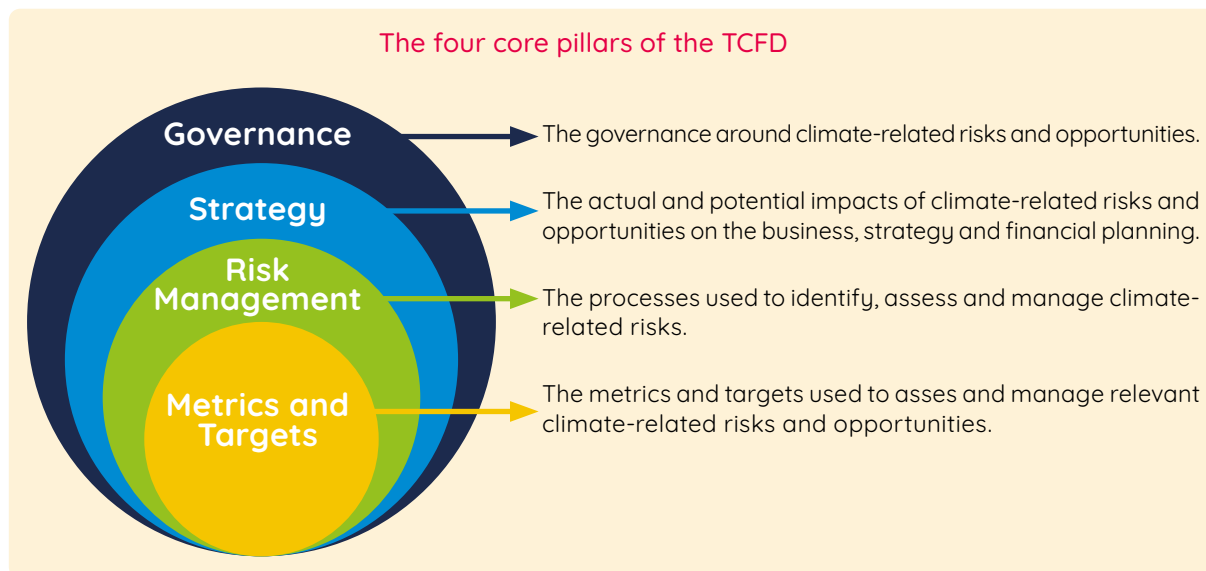 The four core pillars of the TCFD
Governance
The governance around climate-related risks and opportunities.
Strategy
The actual and potential impacts of climate-related risks and
opportunities on the business, strategy and financial planning.
Risk
Management
The processes used to identify, assess and manage climate-
related risks.
Metrics and
Targets
The metrics and targets used to asses and manage relevant
climate-related risks and opportunities.